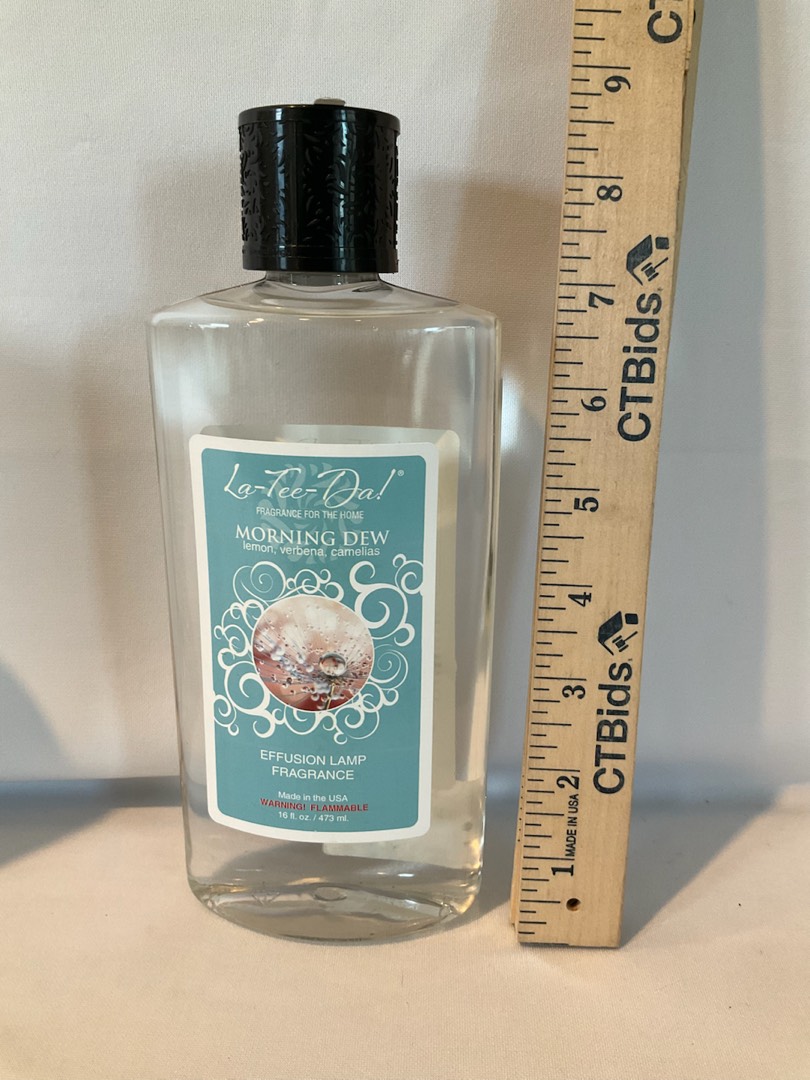 La-Tee-Da!®
FRAGRANCE FOR THE HOME
MORNING DEW
lemon, verbena, camelias
EFFUSION LAMP
FRAGRANCE
Made in the USA
WARNING! FLAMMABLE
16 fl. oz. / 473 ml.
CT
9
8
7
CTBids
6
5
4
3
CTBids
2
MADE IN USA
1